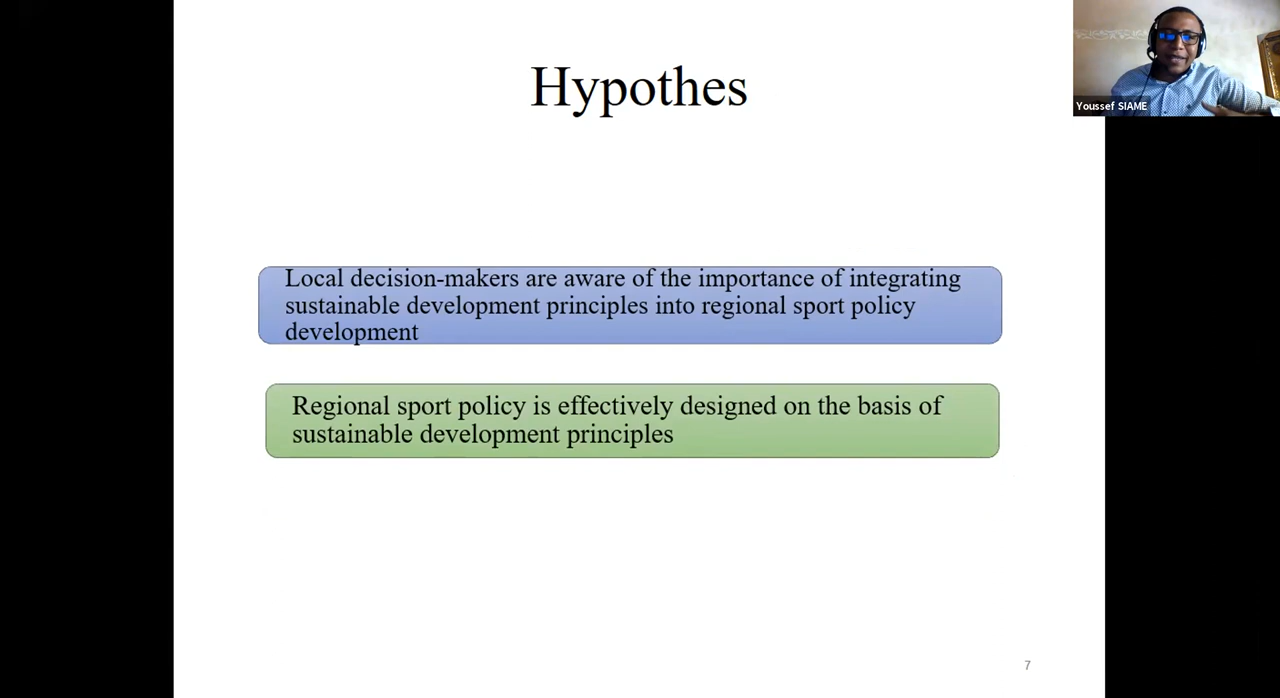 Hypothes
Youssef SIAME
Local decision-makers are aware of the importance of integrating
sustainable development principles into regional sport policy
development
Regional sport policy is effectively designed on the basis of
sustainable development principles
7